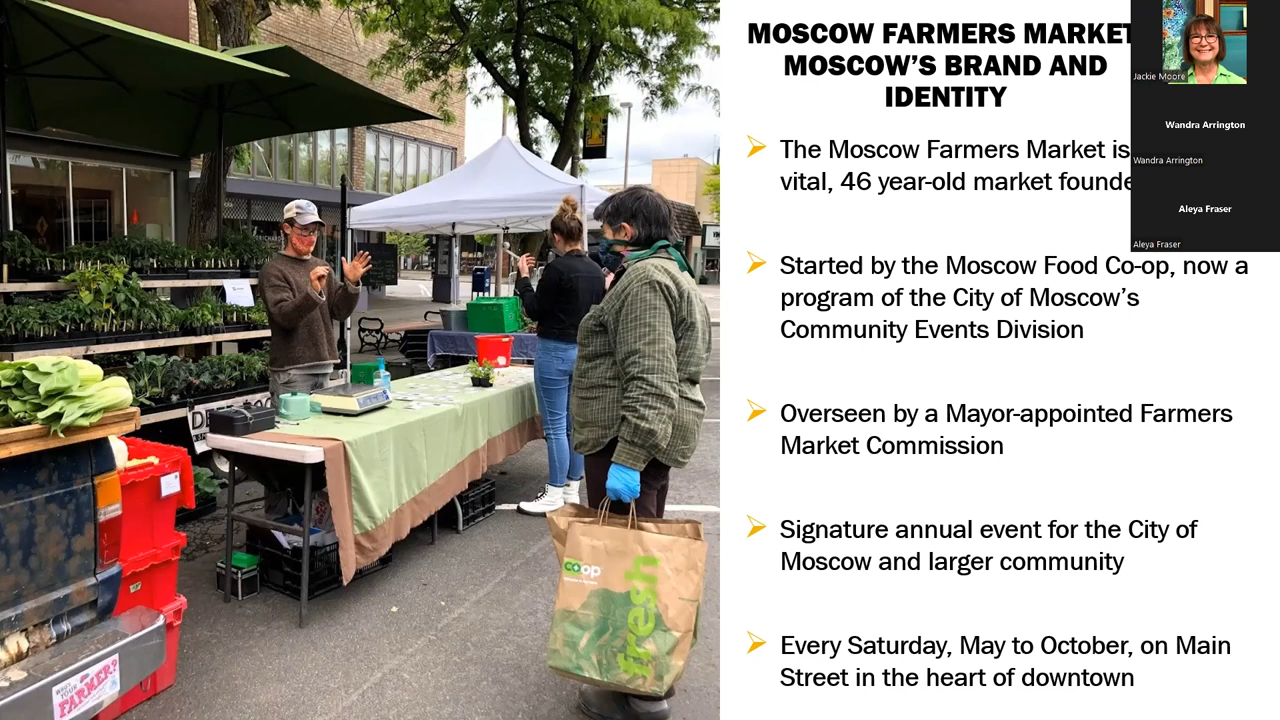 MOSCOW FARMERS MARKET
MOSCOW'S BRAND AND
IDENTITY
➢ The Moscow Farmers Market is
vital, 46 year-old market founde
➢ Started by the Moscow Food Co-op, now a
program of the City of Moscow's
Community Events Division
➢ Overseen by a Mayor-appointed Farmers
Market Commission
➢ Signature annual event for the City of
Moscow and larger community
➢ Every Saturday, May to October, on Main
Street in the heart of downtown
Jackie Moore
Wandra Arrington
Wandra Arrington
Aleya Fraser
Aleya Fraser
coop
fresh
WHO'S
YOUR
FARMER?